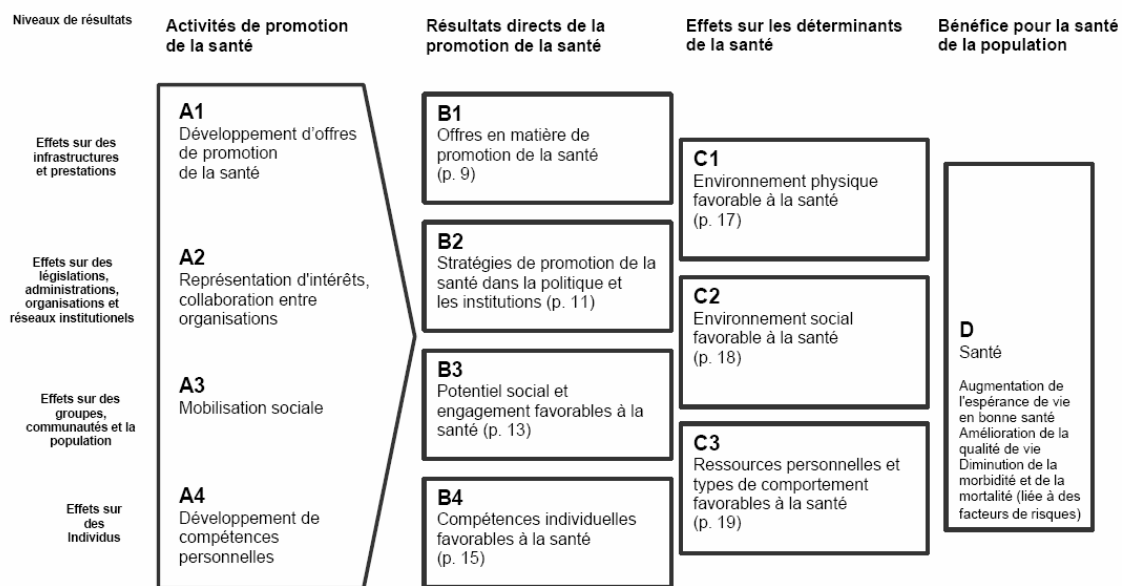 Niveaux de résultats
Activités de promotion
de la santé
Résultats directs de la
promotion de la santé
Effets sur les déterminants
de la santé
Bénéfice pour la santé
de la population
Effets sur des
infrastructures
et prestations
Effets sur des
législations,
administrations,
organisations et
réseaux institutionels
Effets sur des
groupes,
communautés et la
population
Effets sur
des
Individus
A1
Développement d'offres
de promotion
de la santé
A2
Représentation d'intérêts,
collaboration entre
organisations
A3
Mobilisation sociale
A4
Développement de
compétences
personnelles
B1
Offres en matière de
promotion de la santé
(p. 9)
B2
Stratégies de promotion de la
santé dans la politique et
les institutions (p. 11)
B3
Potentiel social et
engagement favorables à la
santé (p. 13)
B4
Compétences individuelles
favorables à la santé
(p. 15)
C1
Environnement physique
favorable à la santé
(p. 17)
C2
Environnement social
favorable à la santé
(p. 18)
C3
Ressources personnelles et
types de comportement
favorables à la santé
(p. 19)
D
Santé
Augmentation de
l'espérance de vie
en bonne santé
Amélioration de la
qualité de vie
Diminution de la
morbidité et de la
mortalité (liée à des
facteurs de risques)